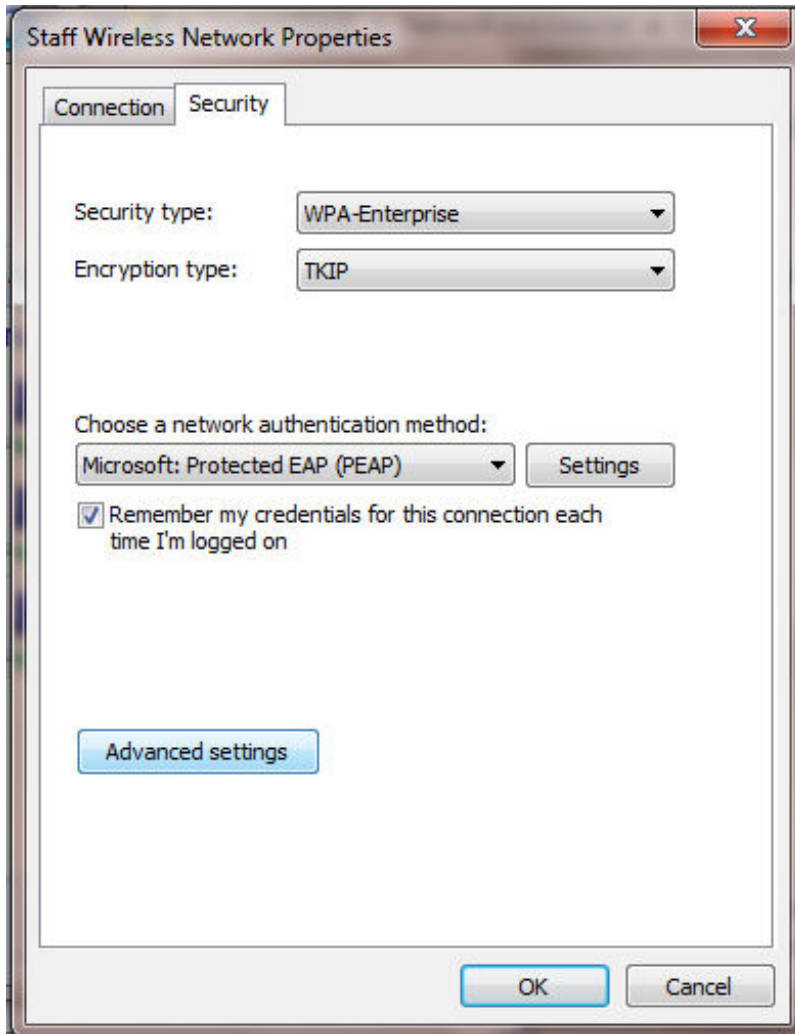 Staff Wireless Network Properties
Connection
Security
Security type:
WPA-Enterprise
Encryption type:
TKIP
Choose a network authentication method:
Microsoft: Protected EAP (PEAP)
Settings
Remember my credentials for this connection each
time I'm logged on
Advanced settings
OK
Cancel